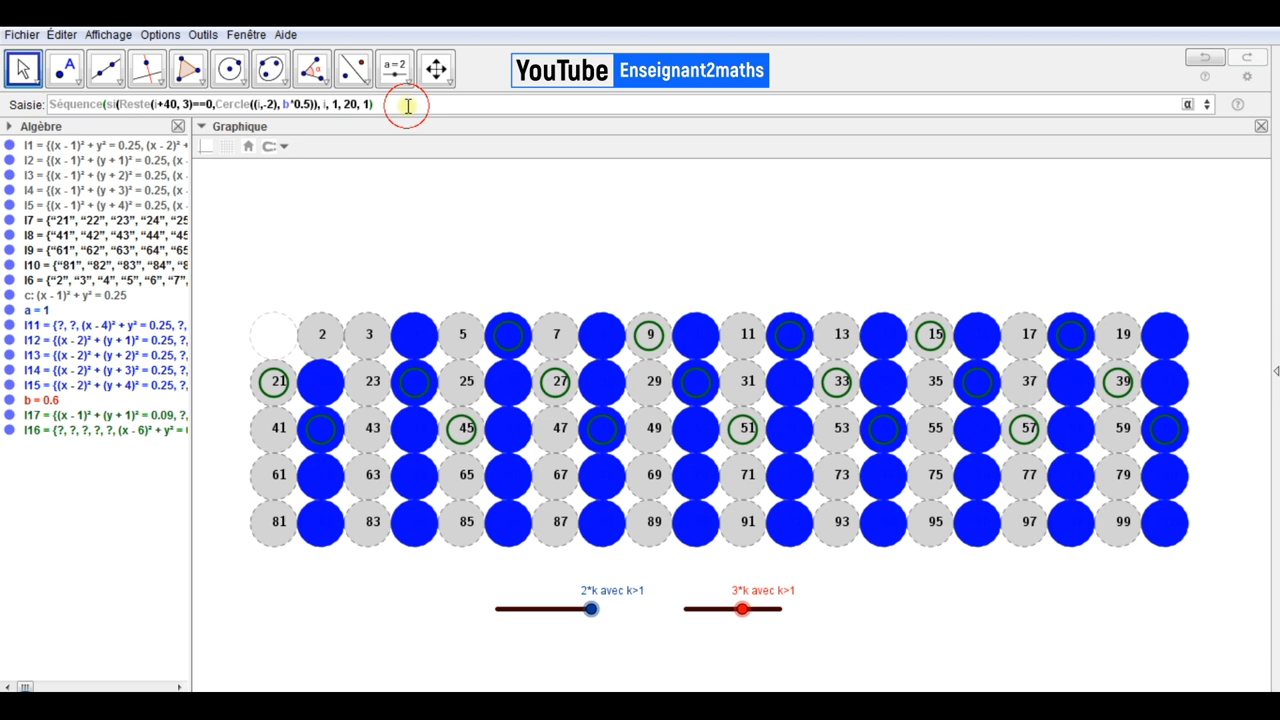 Fichier Éditer Affichage Options Outils Fenêtre Aide
a = 2
YouTube Enseignant2maths
Saisie: Séquence(si(Reste(i+40, 3)==0,Cercle((i,-2), b*0.5)), i, 1, 20, 1)
α
Algèbre
Graphique
l1 = {(x - 1)² + y² = 0.25, (x - 2)² +
l2 = {(x - 1)² + (y + 1)² = 0.25, (x -
l3 = {(x - 1)² + (y + 2)² = 0.25, (x -
l4 = {(x - 1)² + (y + 3)² = 0.25, (x -
l5 = {(x - 1)² + (y + 4)² = 0.25, (x -
l7 = {“21”, “22”, “23”, “24”, “25
l8 = {“41”, “42”, “43”, “44”, “45
l9 = {“61”, “62”, “63”, “64”, “65
l10 = {“81”, “82”, “83”, “84”, “8
l6 = {“2”, “3”, “4”, “5”, “6”, “7”,
c: (x - 1)² + y² = 0.25
a = 1
l11 = {?, ?, (x - 4)² + y² = 0.25, ?,
l12 = {(x - 2)² + (y + 1)² = 0.25, ?,
l13 = {(x - 2)² + (y + 2)² = 0.25, ?,
l14 = {(x - 2)² + (y + 3)² = 0.25, ?,
l15 = {(x - 2)² + (y + 4)² = 0.25, ?,
b = 0.6
l17 = {(x - 1)² + (y + 1)² = 0.09, ?,
l16 = {?, ?, ?, ?, ?, (x - 6)² + y² =
2 3 5 7 9 11 13 15 17 19
21 23 25 27 29 31 33 35 37 39
41 43 45 47 49 51 53 55 57 59
61 63 65 67 69 71 73 75 77 79
81 83 85 87 89 91 93 95 97 99
2*k avec k>1
3*k avec k>1